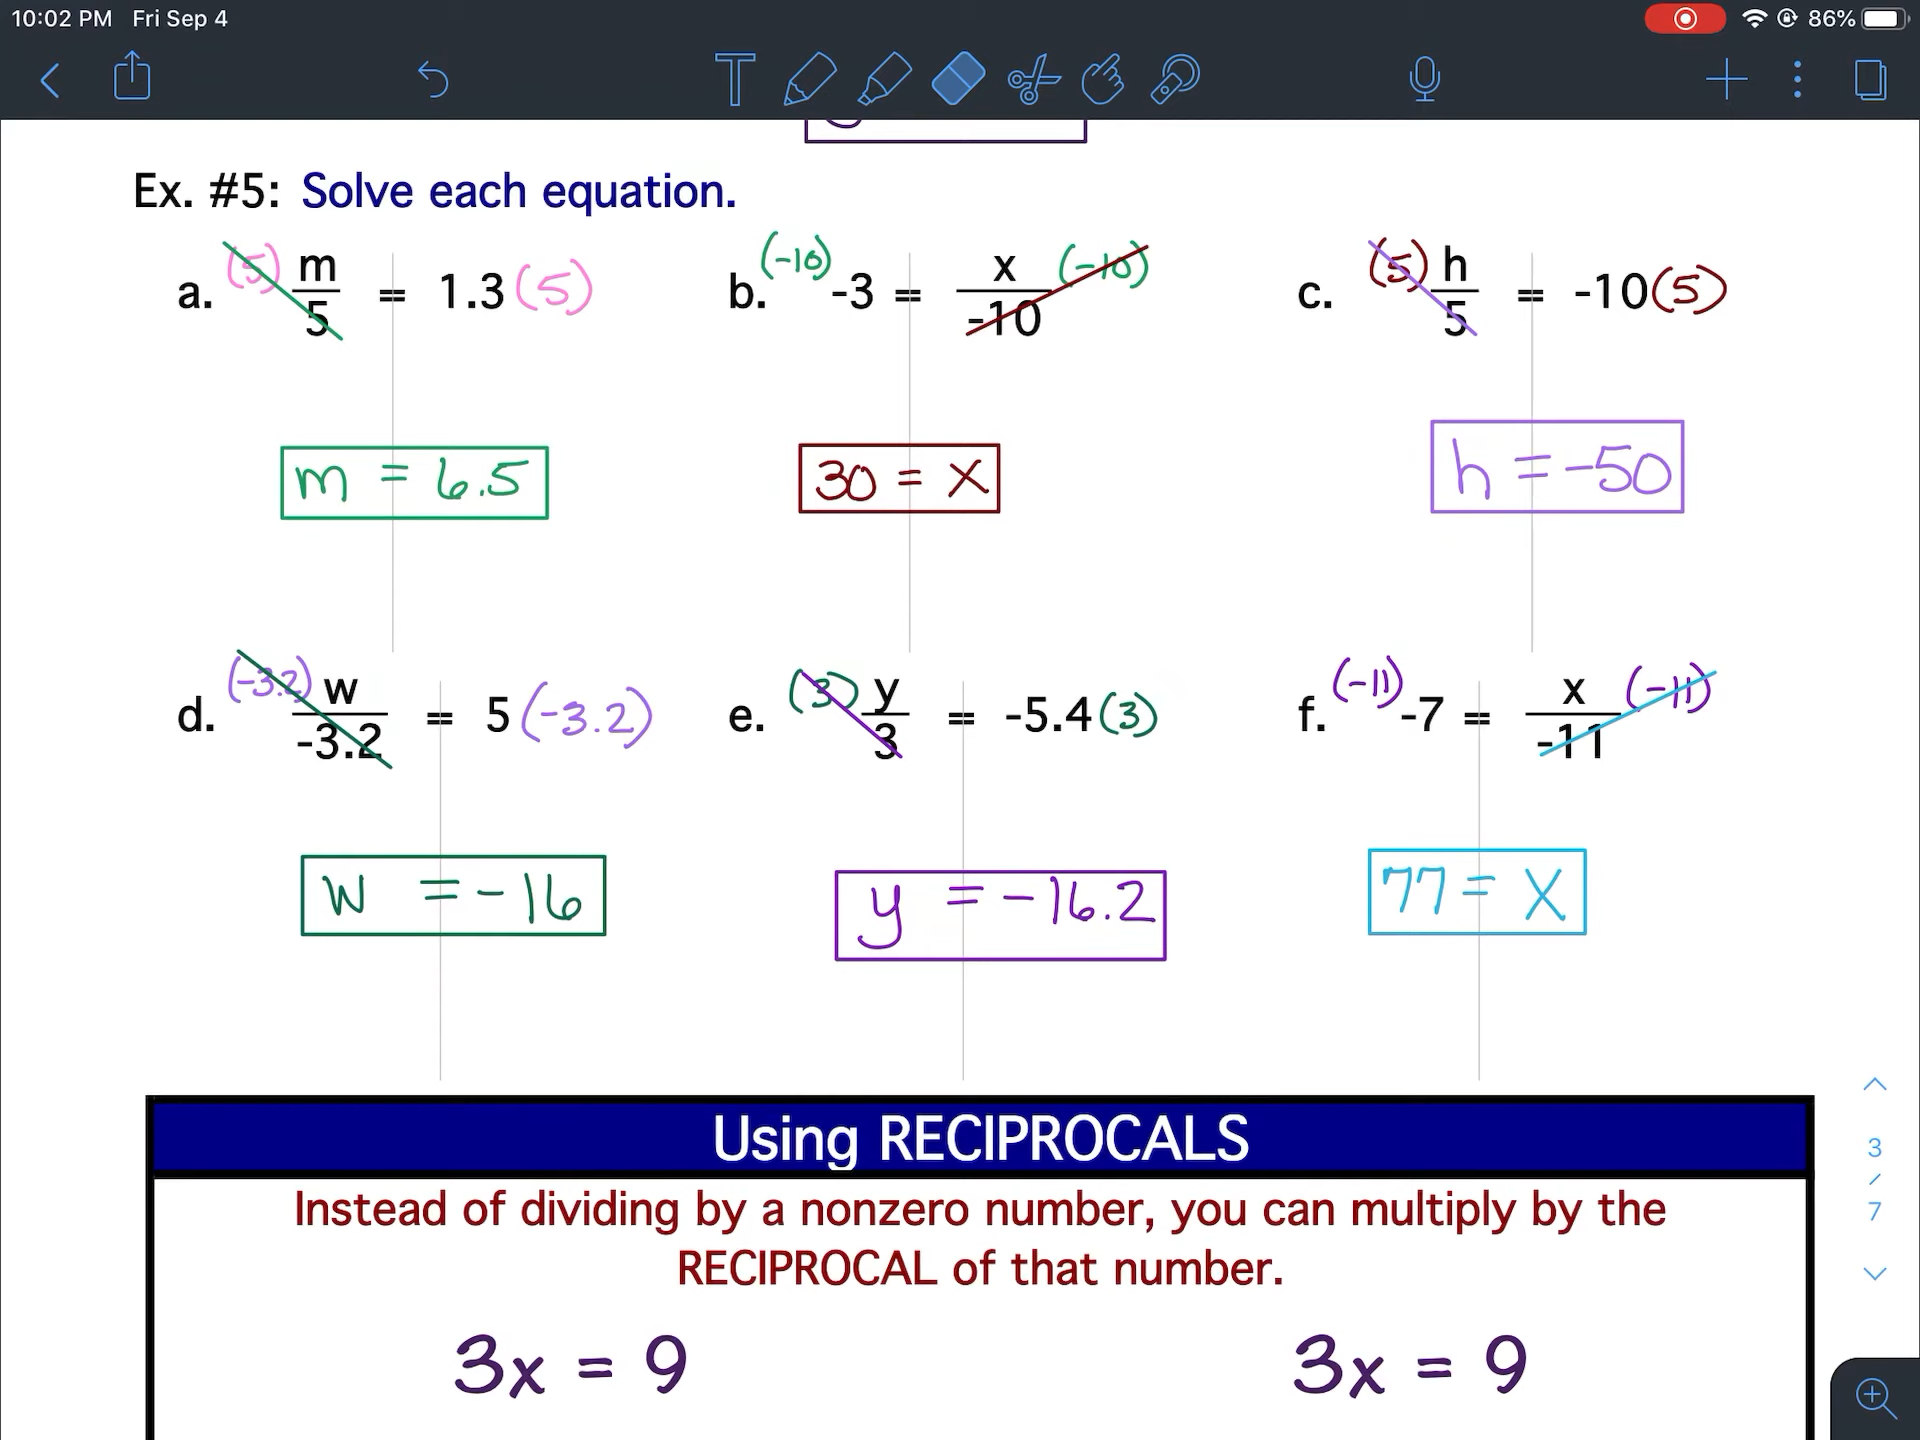 10:02 PM Fri Sep 4
86%
T
Ex. #5: Solve each equation.
a. (5) m/5 = 1.3 (5)
b. (-10) -3 = x/-10 (-10)
c. (5) h/5 = -10 (5)
m = 6.5
30 = x
h = -50
d. (-3.2) w/-3.2 = 5 (-3.2)
e. (3) y/3 = -5.4 (3)
f. (-11) -7 = x/-11 (-11)
w = -16
y = -16.2
77 = x
Using RECIPROCALS
Instead of dividing by a nonzero number, you can multiply by the
RECIPROCAL of that number.
3x = 9
3x = 9
3 / 7